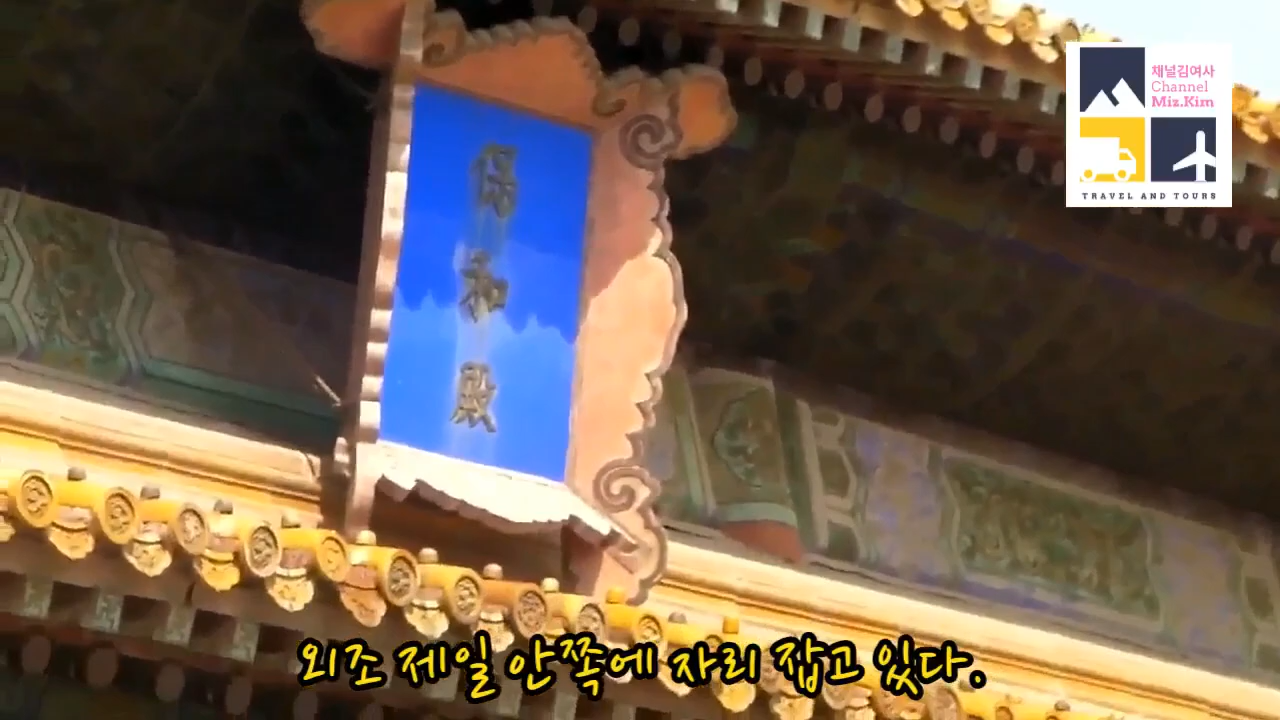 채널김여사
Channel
Miz.Kim
TRAVEL AND TOURS
保和殿
외조 제일 안쪽에 자리 잡고 있다.